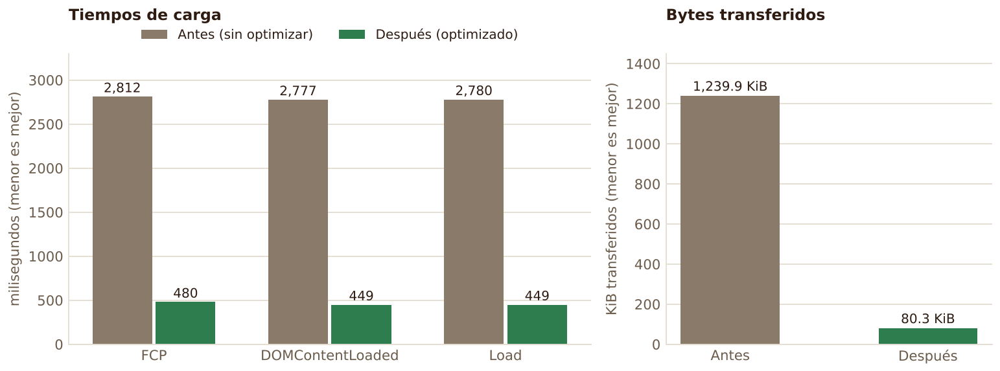 Tiempos de carga
Antes (sin optimizar) Después (optimizado)
milisegundos (menor es mejor)
3000
2500
2000
1500
1000
500
0
2,812
480
2,777
449
2,780
449
FCP DOMContentLoaded Load
Bytes transferidos
KiB transferidos (menor es mejor)
1400
1200
1000
800
600
400
200
0
1,239.9 KiB
80.3 KiB
Antes Después